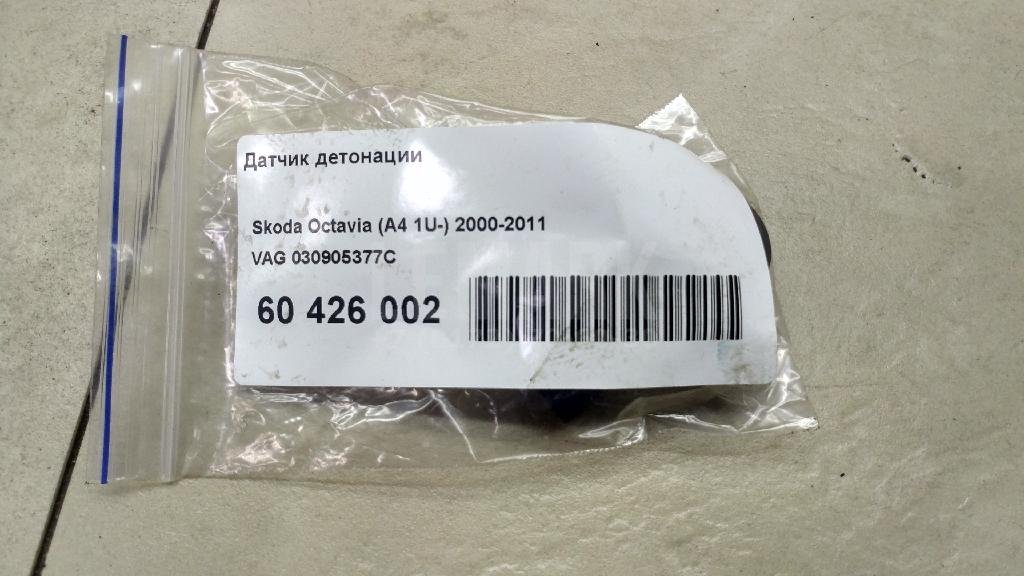 Датчик детонации
Skoda Octavia (A4 1U-) 2000-2011
VAG 030905377C
60 426 002